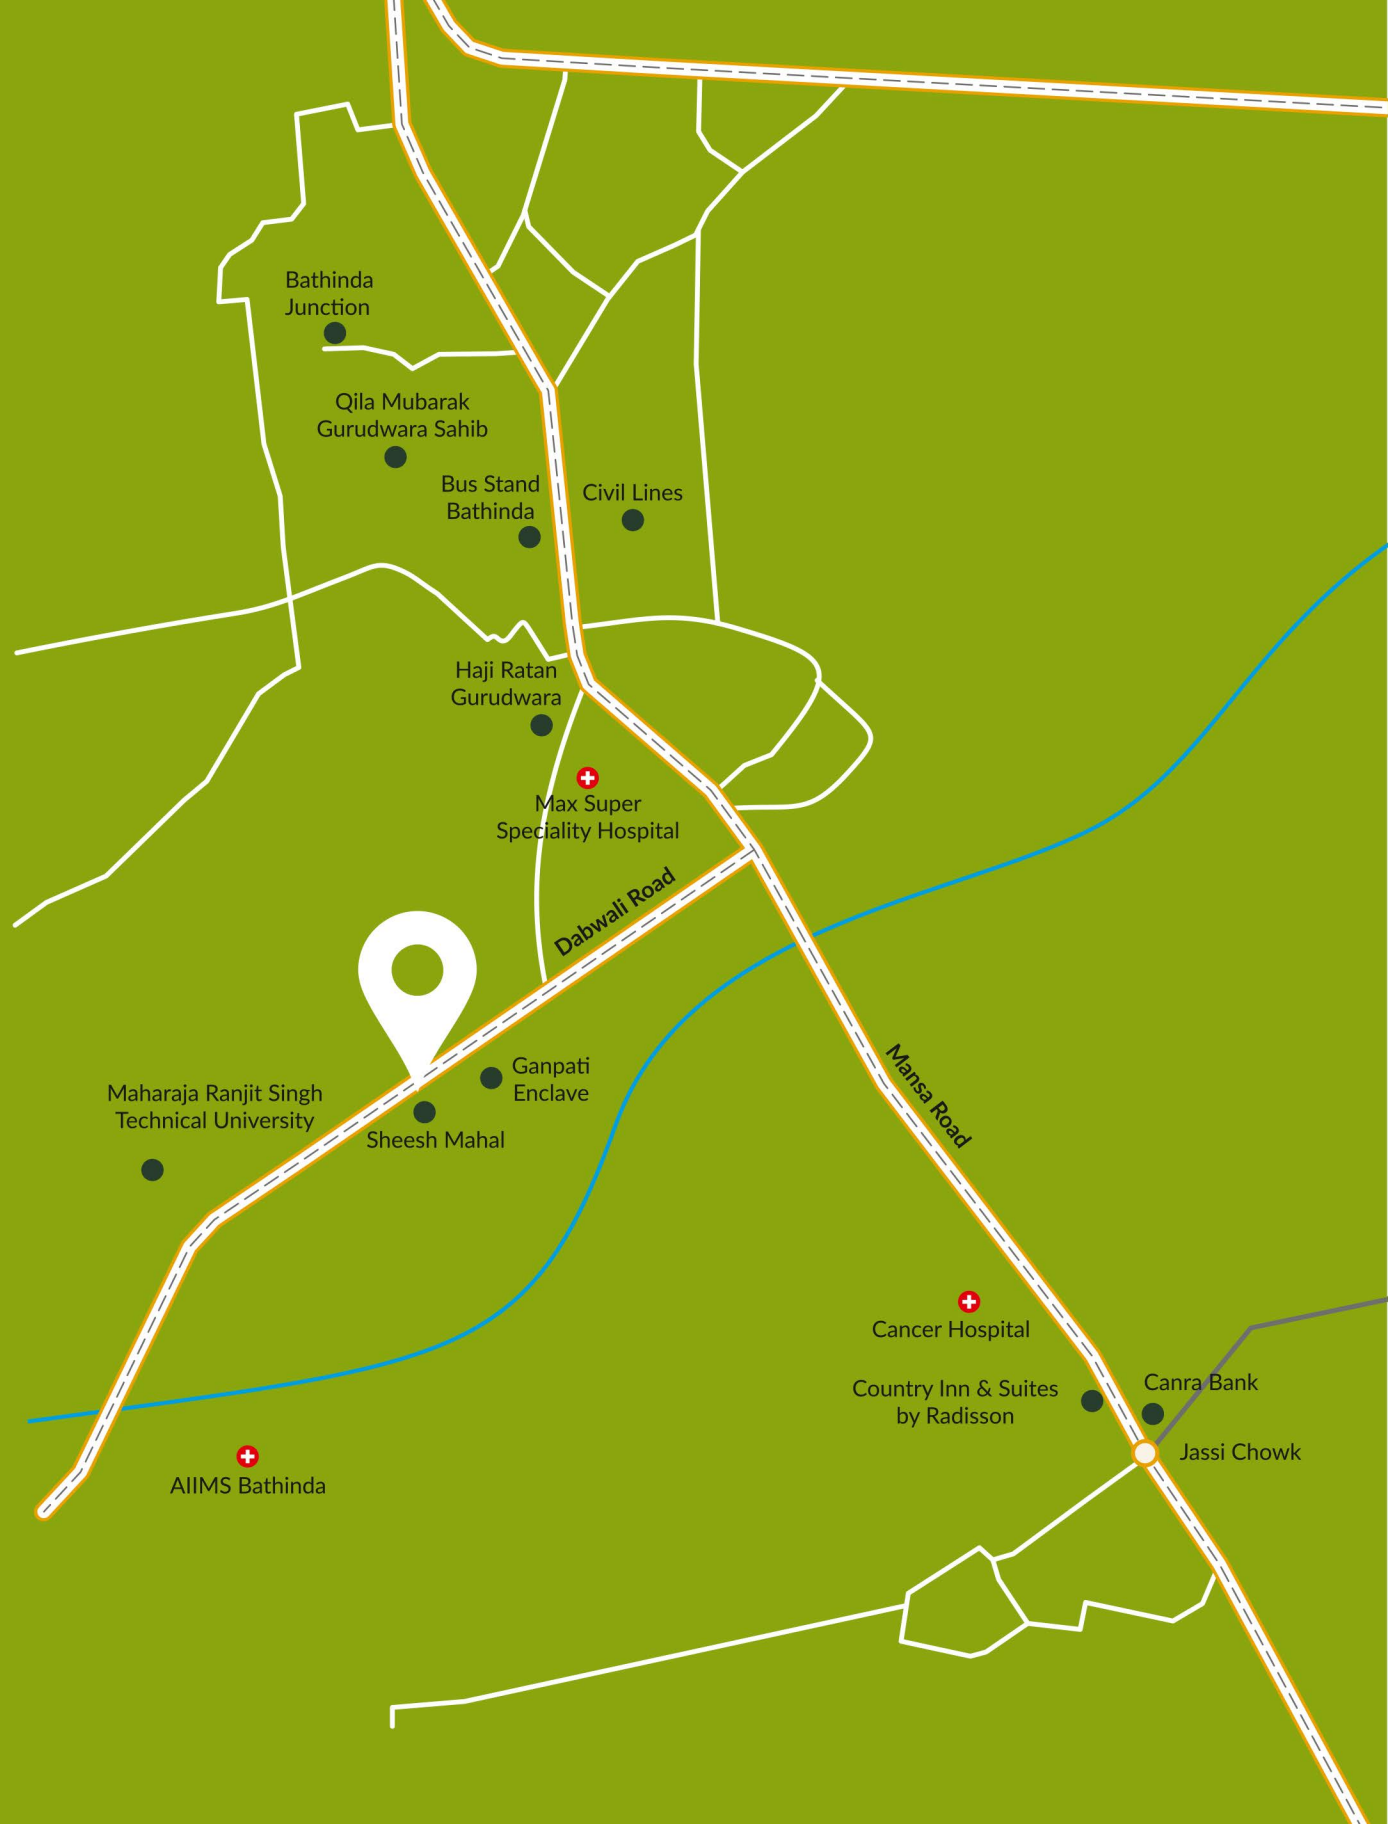 Bathinda
Junction
Qila Mubarak
Gurudwara Sahib
Bus Stand
Bathinda
Civil Lines
Haji Ratan
Gurudwara
Max Super
Speciality Hospital
Dabwali Road
Ganpati
Enclave
Maharaja Ranjit Singh
Technical University
Sheesh Mahal
Mansa Road
Cancer Hospital
Country Inn & Suites
by Radisson
Canra Bank
Jassi Chowk
AIIMS Bathinda